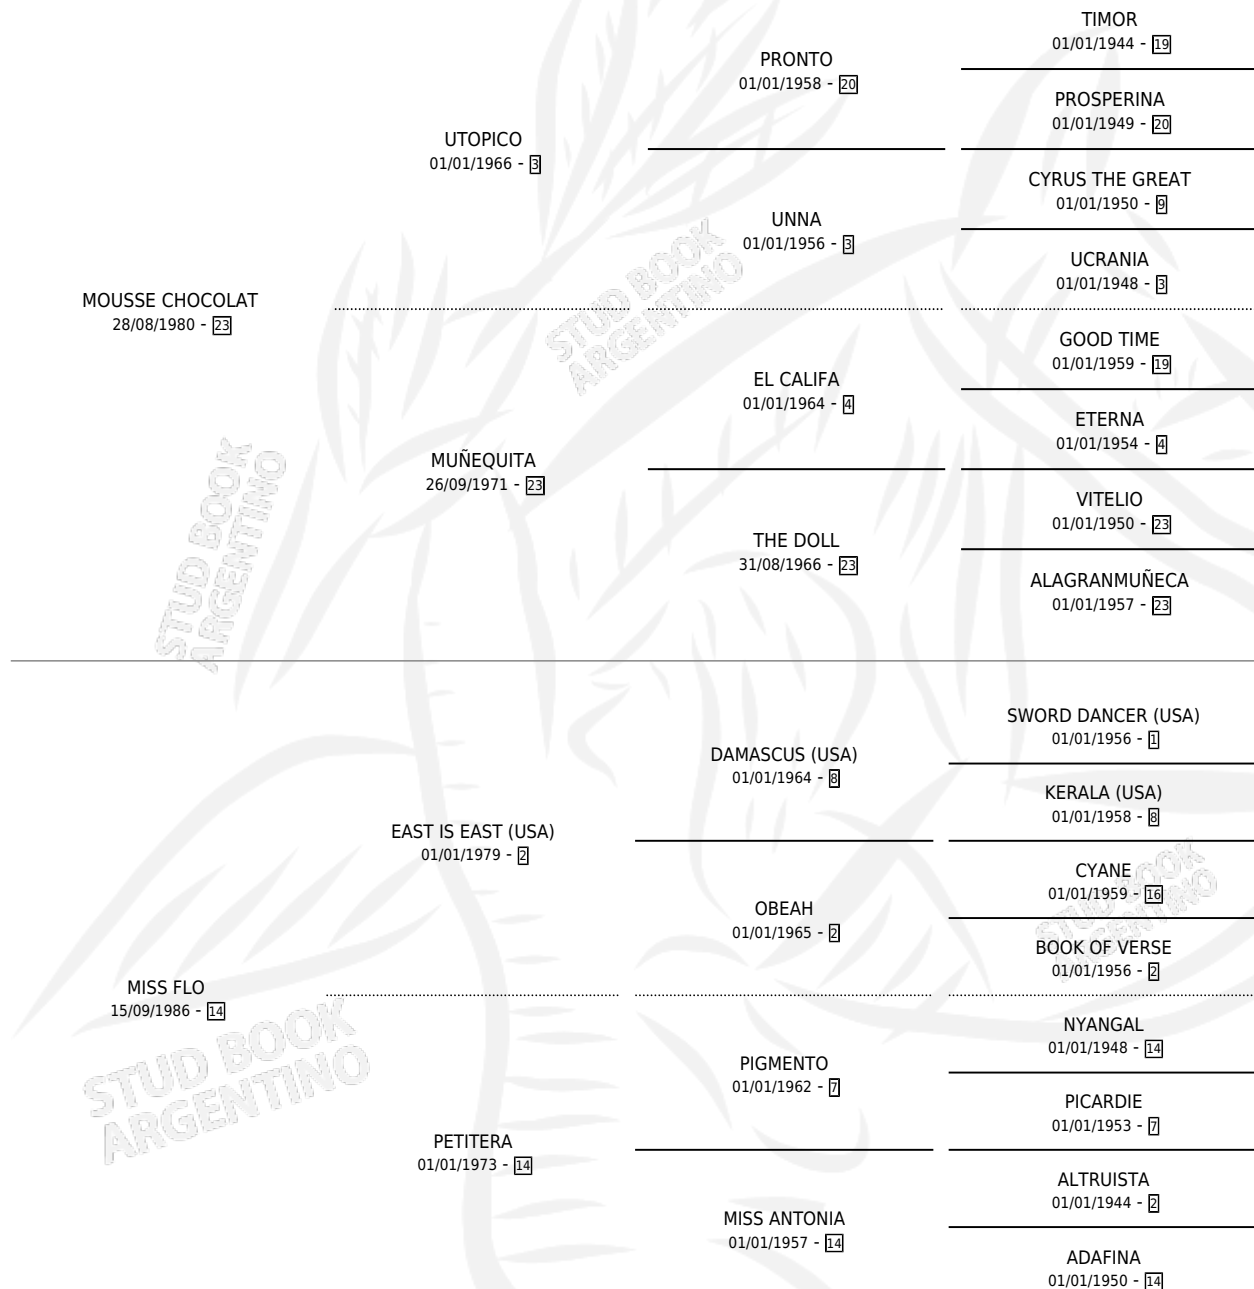 TIMOR
01/01/1944 - 19
PRONTO
01/01/1958 - 20
PROSPERINA
01/01/1949 - 20
UTOPICO
01/01/1966 - 3
CYRUS THE GREAT
01/01/1950 - 9
UNNA
01/01/1956 - 3
UCRANIA
01/01/1948 - 3
MOUSSE CHOCOLAT
28/08/1980 - 23
GOOD TIME
01/01/1959 - 19
EL CALIFA
01/01/1964 - 4
ETERNA
01/01/1954 - 4
MUÑEQUITA
26/09/1971 - 23
VITELIO
01/01/1950 - 23
THE DOLL
31/08/1966 - 23
ALAGRANMUÑECA
01/01/1957 - 23
SWORD DANCER (USA)
01/01/1956 - 1
DAMASCUS (USA)
01/01/1964 - 8
KERALA (USA)
01/01/1958 - 8
EAST IS EAST (USA)
01/01/1979 - 2
CYANE
01/01/1959 - 16
OBEAH
01/01/1965 - 2
BOOK OF VERSE
01/01/1956 - 2
MISS FLO
15/09/1986 - 14
NYANGAL
01/01/1948 - 14
PIGMENTO
01/01/1962 - 7
PICARDIE
01/01/1953 - 7
PETITERA
01/01/1973 - 14
ALTRUISTA
01/01/1944 - 2
MISS ANTONIA
01/01/1957 - 14
ADAFINA
01/01/1950 - 14
STUD BOOK
ARGENTINO
STUD BOOK
ARGENTINO
STUD BOOK
ARGENTINO
STUD BOOK
ARGENTINO